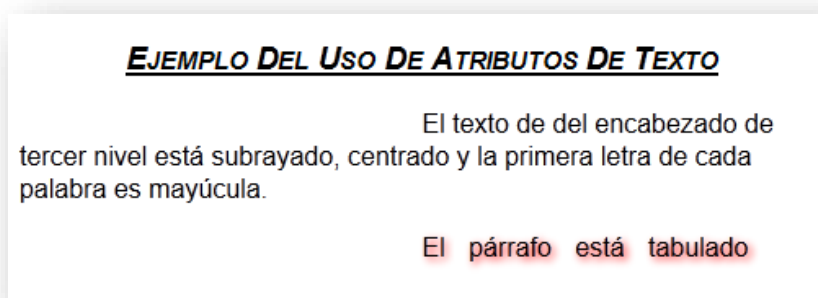 EJEMPLO DEL USO DE ATRIBUTOS DE TEXTO
El texto de del encabezado de
tercer nivel está subrayado, centrado y la primera letra de cada
palabra es mayúcula.
El párrafo está tabulado